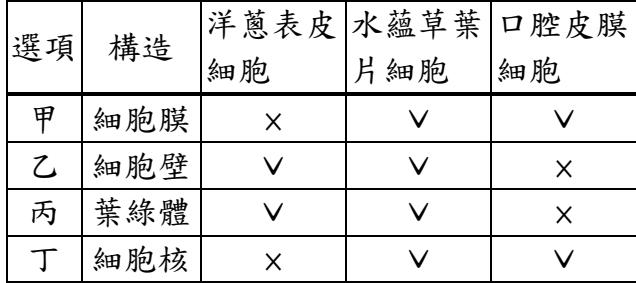 選項 構造 洋蔥表皮細胞 水蘊草葉片細胞 口腔皮膜細胞
甲 細胞膜 × ∨ ∨
乙 細胞壁 ∨ ∨ ×
丙 葉綠體 ∨ ∨ ×
丁 細胞核 × ∨ ∨